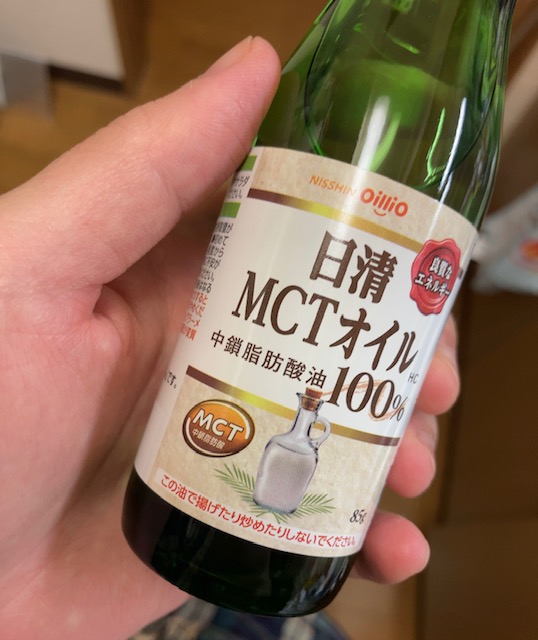 NISSHIN OilliO
日清
MCTオイル
HC
中鎖脂肪酸油100%
良質な
エネルギー
MCT
中鎖脂肪酸
85g
この油で揚げたり炒めたりしないでください。